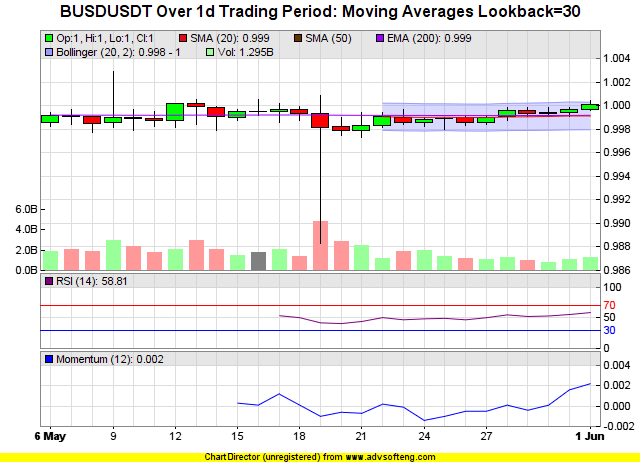 BUSDUSDT Over 1d Trading Period: Moving Averages Lookback=30
Op:1, Hi:1, Lo:1, Cl:1 SMA (20): 0.999 SMA (50) EMA (200): 0.999
Bollinger (20, 2): 0.998 - 1 Vol: 1.295B
1.004
1.002
1.000
0.998
0.996
0.994
0.992
0.990
0.988
0.986
6.0B
4.0B
2.0B
0.0B
RSI (14): 58.81
100
70
50
30
0
Momentum (12): 0.002
0.004
0.002
0.000
-0.002
6 May 9 12 15 18 21 24 27 1 Jun
ChartDirector (unregistered) from www.advsofteng.com